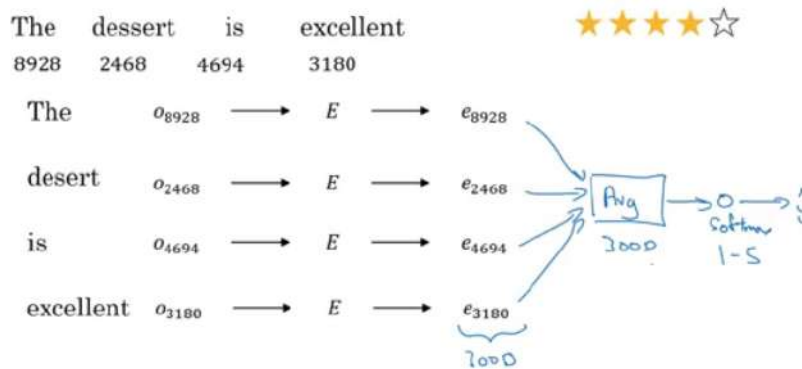 The dessert is excellent
8928 2468 4694 3180
The o8928 → E → e8928
desert o2468 → E → e2468
Avg → o →
is o4694 → E → e4694
300D
Softmax
1-5
excellent o3180 → E → e3180
300D